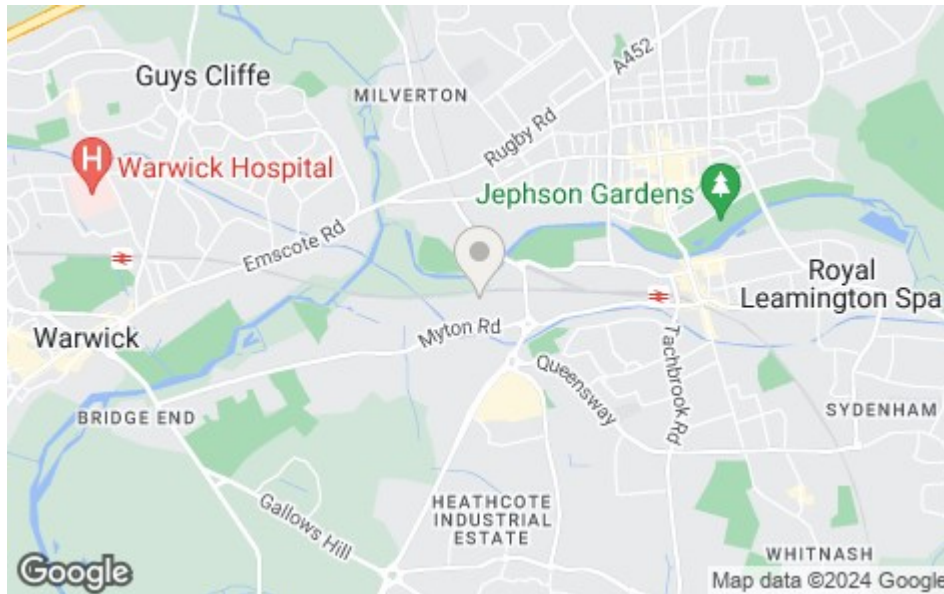 Guys Cliffe
MILVERTON
A452
Rugby Rd
H
Warwick Hospital
Jephson Gardens
Emscote Rd
Royal
Leamington Spa
Warwick
Myton Rd
Tachbrook Rd
Queensway
BRIDGE END
SYDENHAM
Gallows Hill
HEATHCOTE
INDUSTRIAL
ESTATE
WHITNASH
Google
Map data ©2024 Google